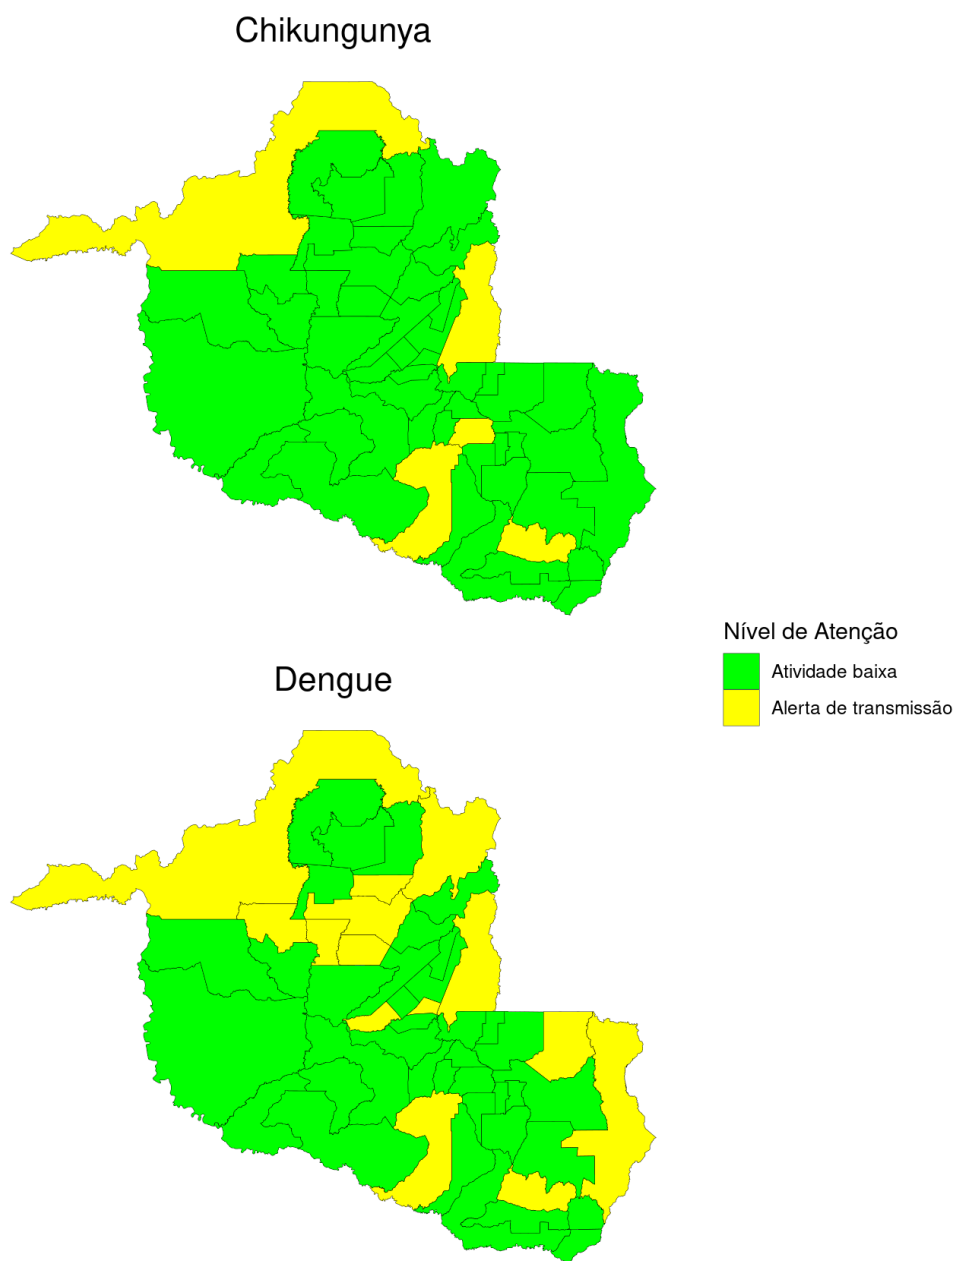 Chikungunya
Nível de Atenção
Atividade baixa
Alerta de transmissão
Dengue